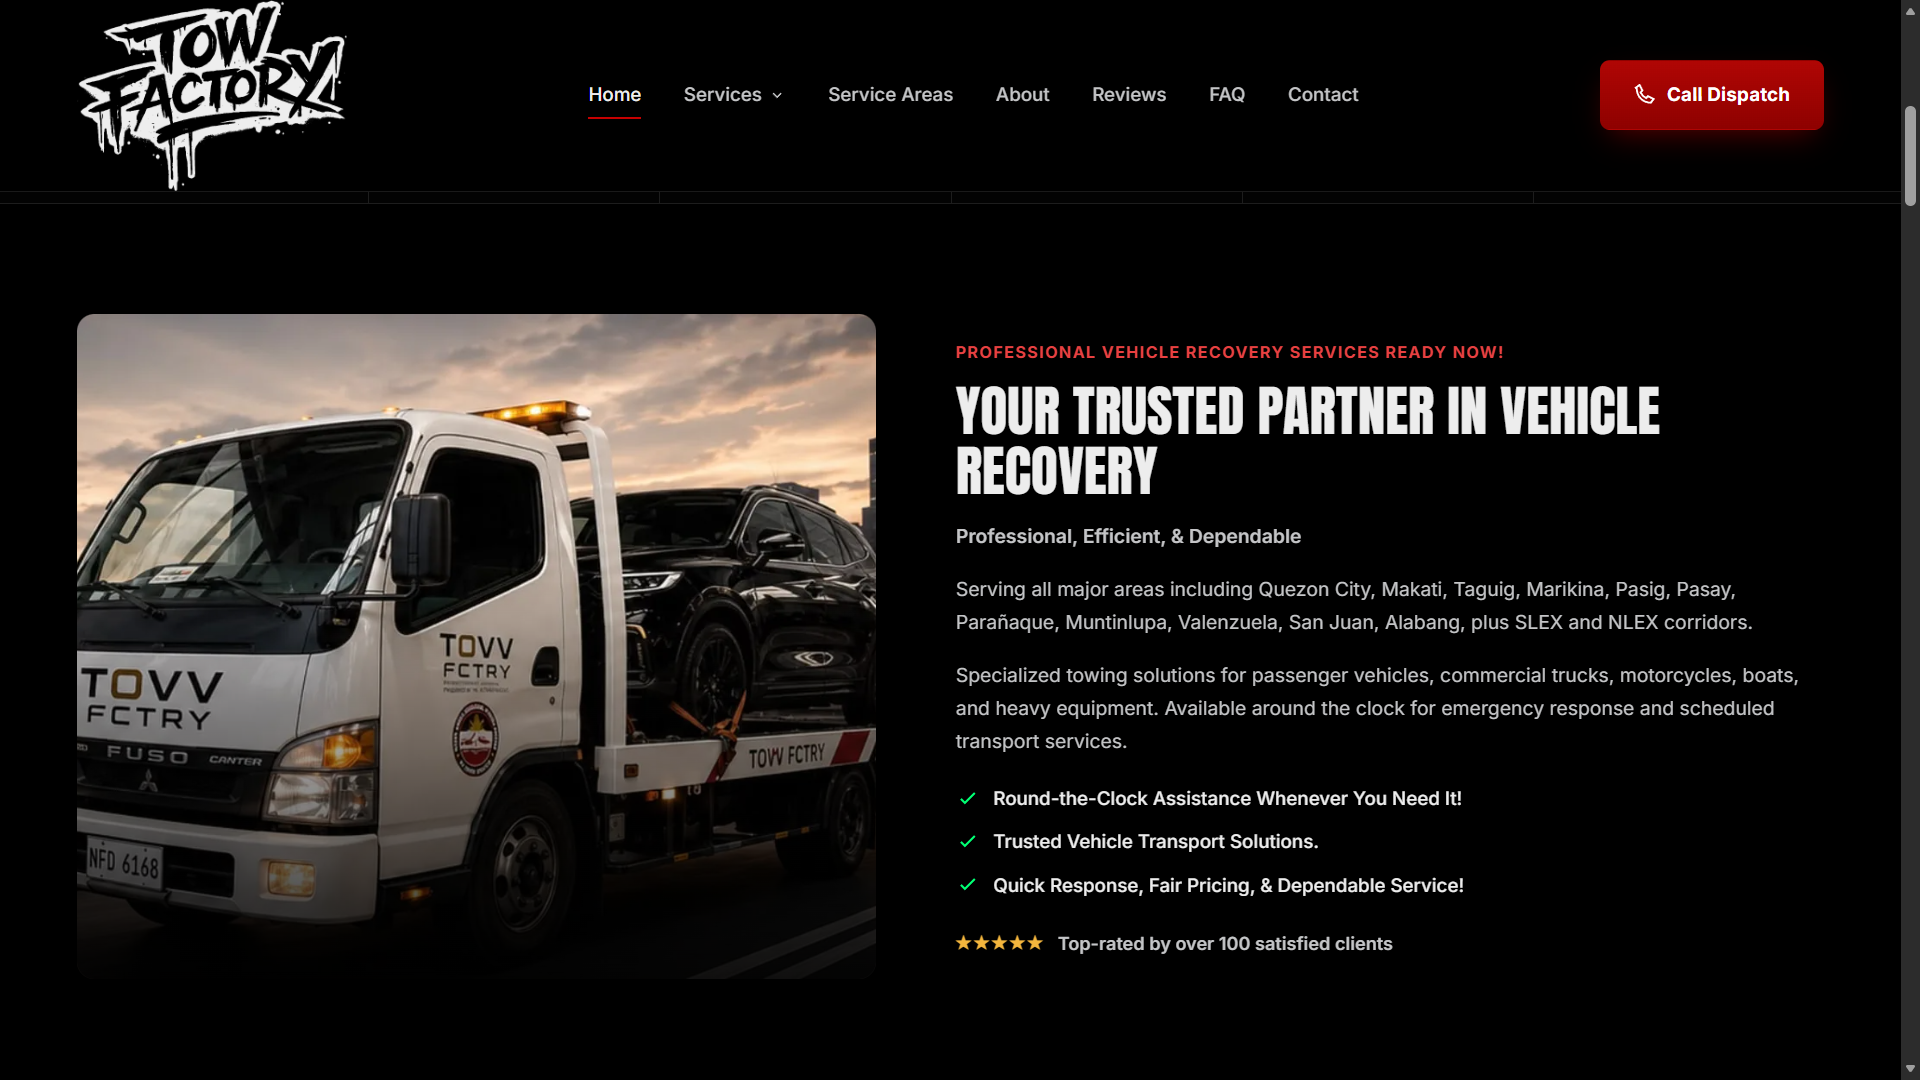 TOW
FACTORY
Home
Services
Service Areas
About
Reviews
FAQ
Contact
Call Dispatch
TOVV
FCTRY
TOVV
FCTRY
FUSO
CANTER
TOVV FCTRY
NFD 6168
PROFESSIONAL VEHICLE RECOVERY SERVICES READY NOW!
YOUR TRUSTED PARTNER IN VEHICLE
RECOVERY
Professional, Efficient, & Dependable
Serving all major areas including Quezon City, Makati, Taguig, Marikina, Pasig, Pasay,
Parañaque, Muntinlupa, Valenzuela, San Juan, Alabang, plus SLEX and NLEX corridors.
Specialized towing solutions for passenger vehicles, commercial trucks, motorcycles, boats,
and heavy equipment. Available around the clock for emergency response and scheduled
transport services.
Round-the-Clock Assistance Whenever You Need It!
Trusted Vehicle Transport Solutions.
Quick Response, Fair Pricing, & Dependable Service!
Top-rated by over 100 satisfied clients